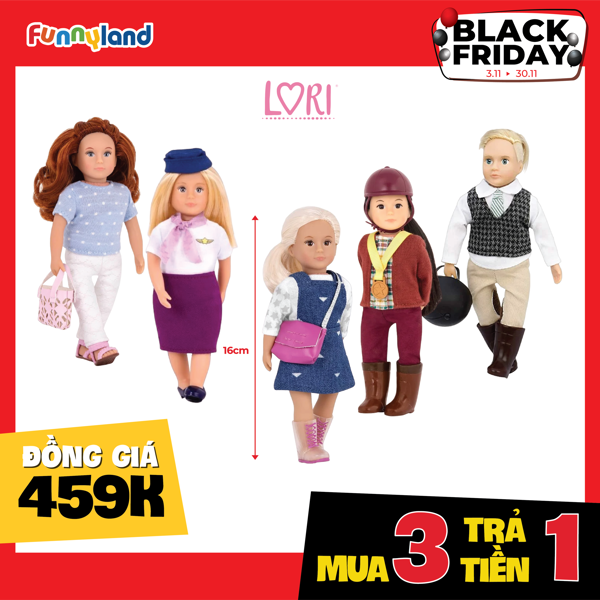 Funnyland
BLACK
FRIDAY
3.11 ▸ 30.11
LORI
16cm
ĐỒNG GIÁ
459K
MUA 3 TRẢ TIỀN 1